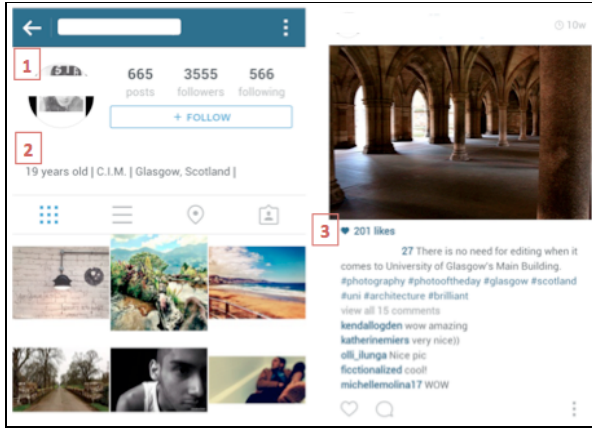 1
665 3555 566
posts followers following
+ FOLLOW
2
19 years old | C.I.M. | Glasgow, Scotland |
10w
3
201 likes
27 There is no need for editing when it
comes to University of Glasgow's Main Building.
#photography #photooftheday #glasgow #scotland
#uni #architecture #brilliant
view all 15 comments
kendallogden wow amazing
katherinemiers very nice))
olli_ilunga Nice pic
ficctionalized cool!
michellemolina17 WOW